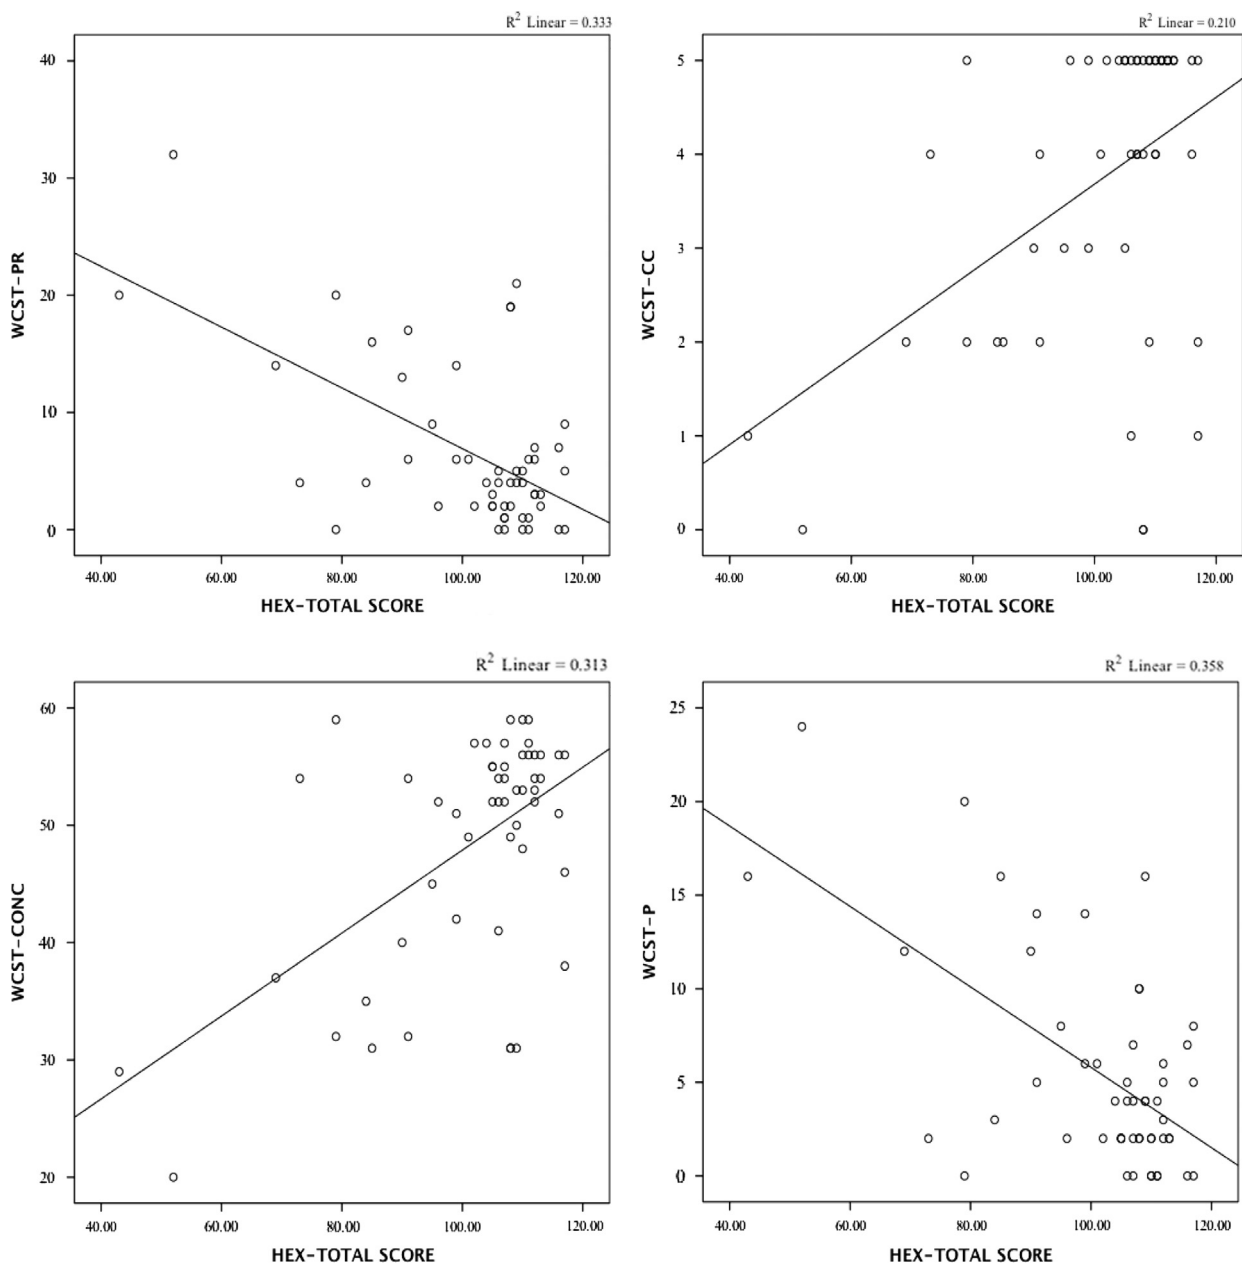 R² Linear = 0.333
40
30
20
10
0
WCST-PR
40.00 60.00 80.00 100.00 120.00
HEX-TOTAL SCORE
R² Linear = 0.210
5
4
3
2
1
0
WCST-CC
40.00 60.00 80.00 100.00 120.00
HEX-TOTAL SCORE
R² Linear = 0.313
60
50
40
30
20
WCST-CONC
40.00 60.00 80.00 100.00 120.00
HEX-TOTAL SCORE
R² Linear = 0.358
25
20
15
10
5
0
WCST-P
40.00 60.00 80.00 100.00 120.00
HEX-TOTAL SCORE